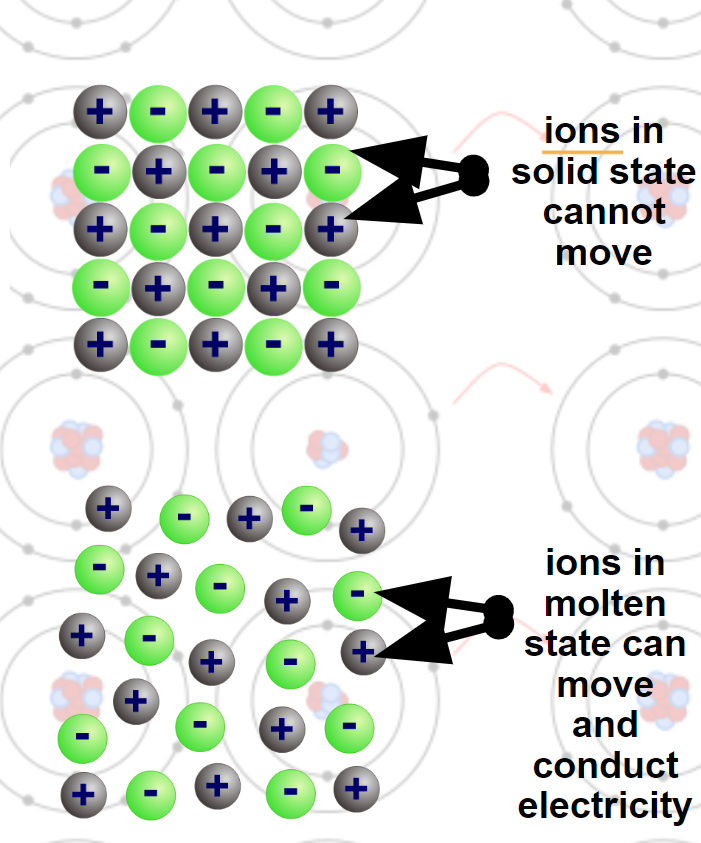 + - + - +
ions in
- + - + -
solid state
cannot
+ - + - +
move
- + - + -
+ - + - +
+ - + - +
ions in
- + - + -
molten
state can
+ - + - +
move
+ - + -
and
-
conduct
+ - + - +
electricity